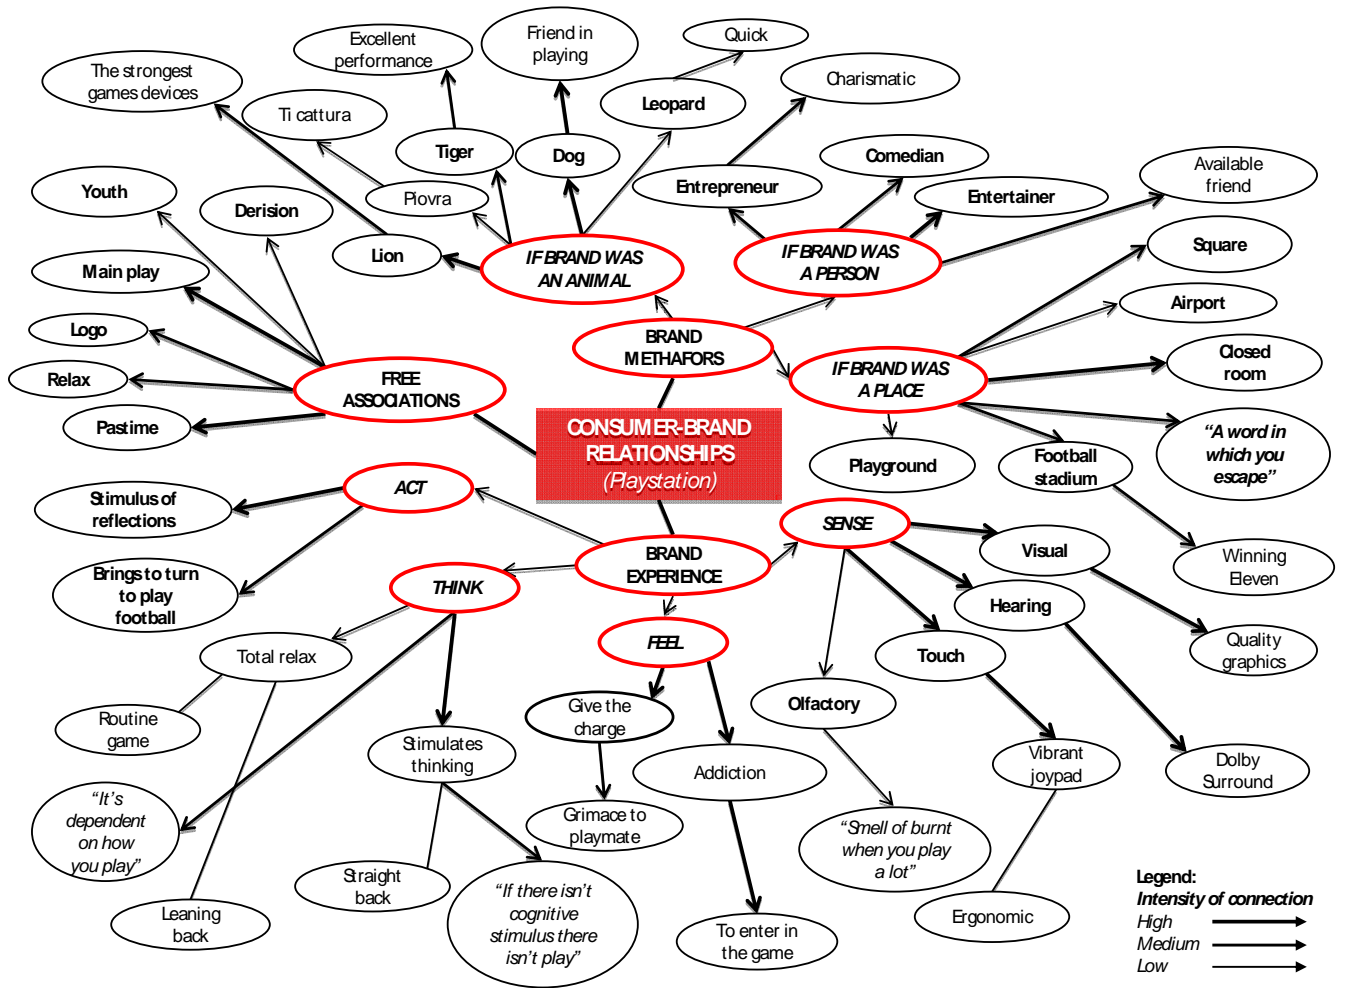 Excellent
performance
Friend in
playing
Quick
The strongest
games devices
Charismatic
Leopard
Ti cattura
Tiger
Dog
Comedian
Available
friend
Youth
Piovra
Entrepreneur
Entertainer
Derision
Lion
IF BRAND WAS
AN ANIMAL
IF BRAND WAS
A PERSON
Square
Main play
Airport
Logo
BRAND
METHAFORS
Closed
room
Relax
FREE
ASSOCIATIONS
IF BRAND WAS
A PLACE
Pastime
CONSUMER-BRAND
RELATIONSHIPS
(Playstation)
Playground
Football
stadium
“A word in
which you
escape”
ACT
Stimulus of
reflections
SENSE
Visual
Winning
Eleven
BRAND
EXPERIENCE
Brings to turn
to play
football
THINK
Hearing
FEEL
Touch
Quality
graphics
Total relax
Olfactory
Routine
game
Give the
charge
Stimulates
thinking
Addiction
Vibrant
joypad
Dolby
Surround
“It’s
dependent
on how
you play”
Grimace to
playmate
“Smell of burnt
when you play
a lot”
Straight
back
“If there isn’t
cognitive
stimulus there
isn’t play”
Leaning
back
To enter in
the game
Ergonomic
Legend:
Intensity of connection
High
Medium
Low